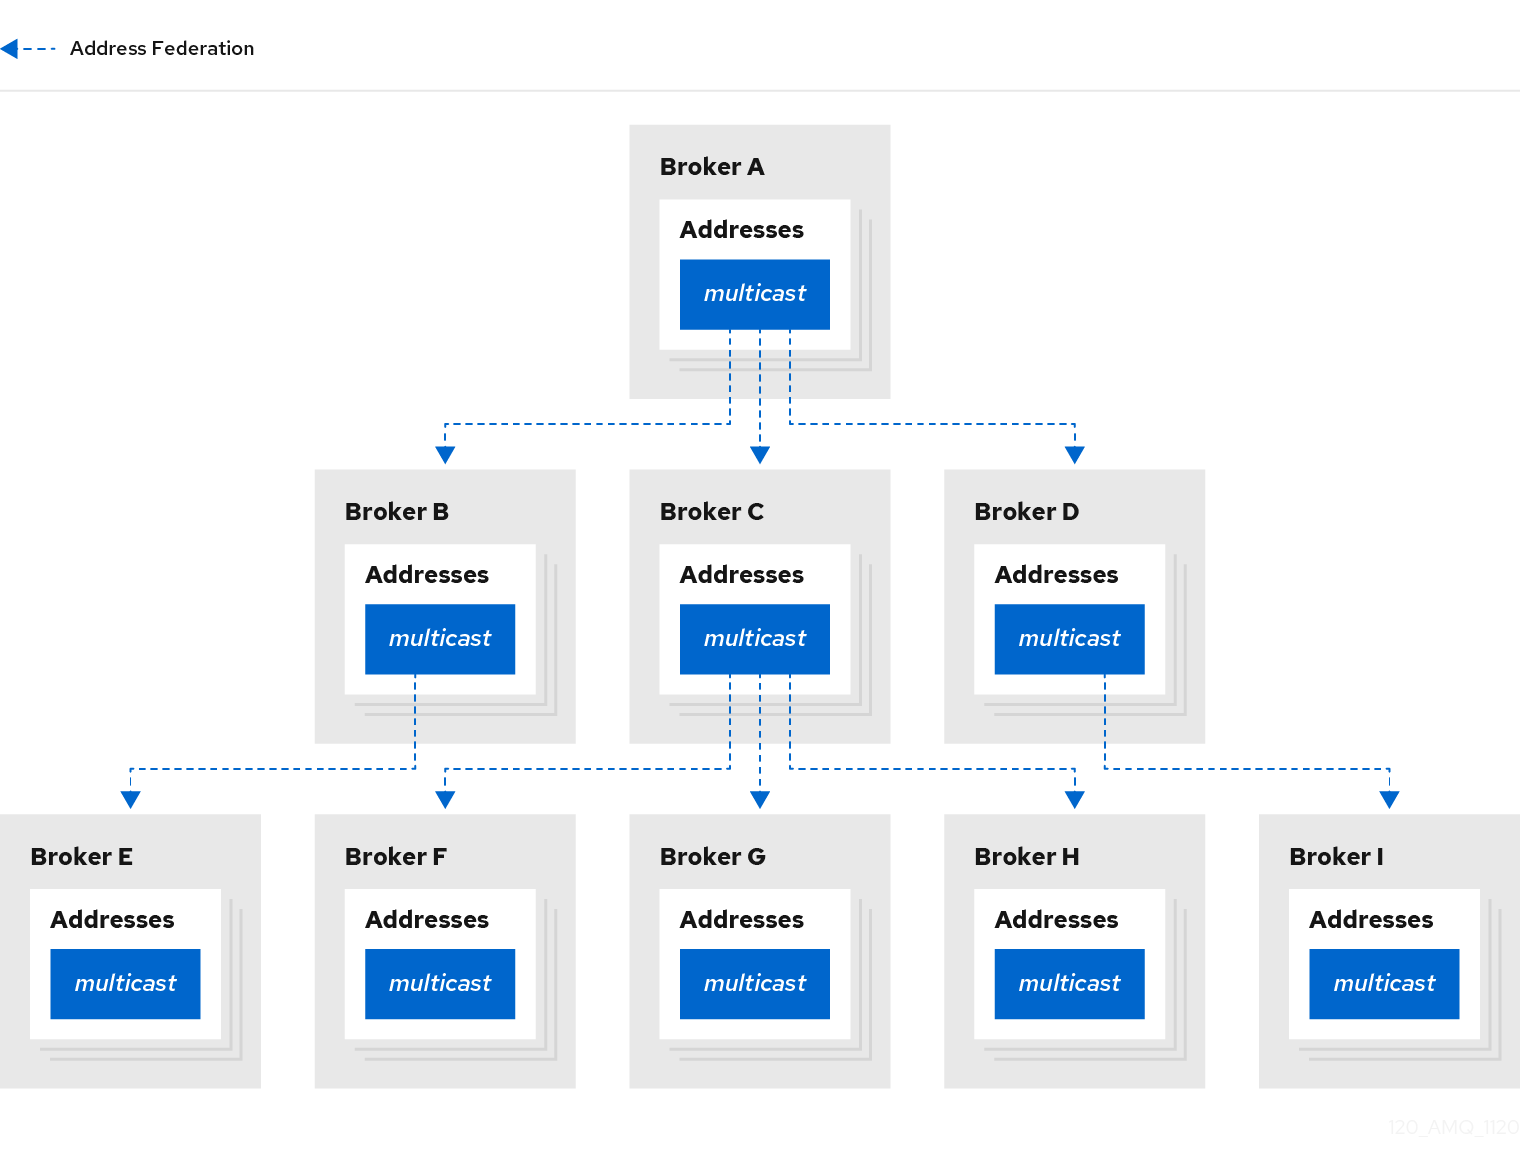 Address Federation
Broker A
Addresses
multicast
Broker B
Addresses
multicast
Broker C
Addresses
multicast
Broker D
Addresses
multicast
Broker E
Addresses
multicast
Broker F
Addresses
multicast
Broker G
Addresses
multicast
Broker H
Addresses
multicast
Broker I
Addresses
multicast
120_AMQ_1120